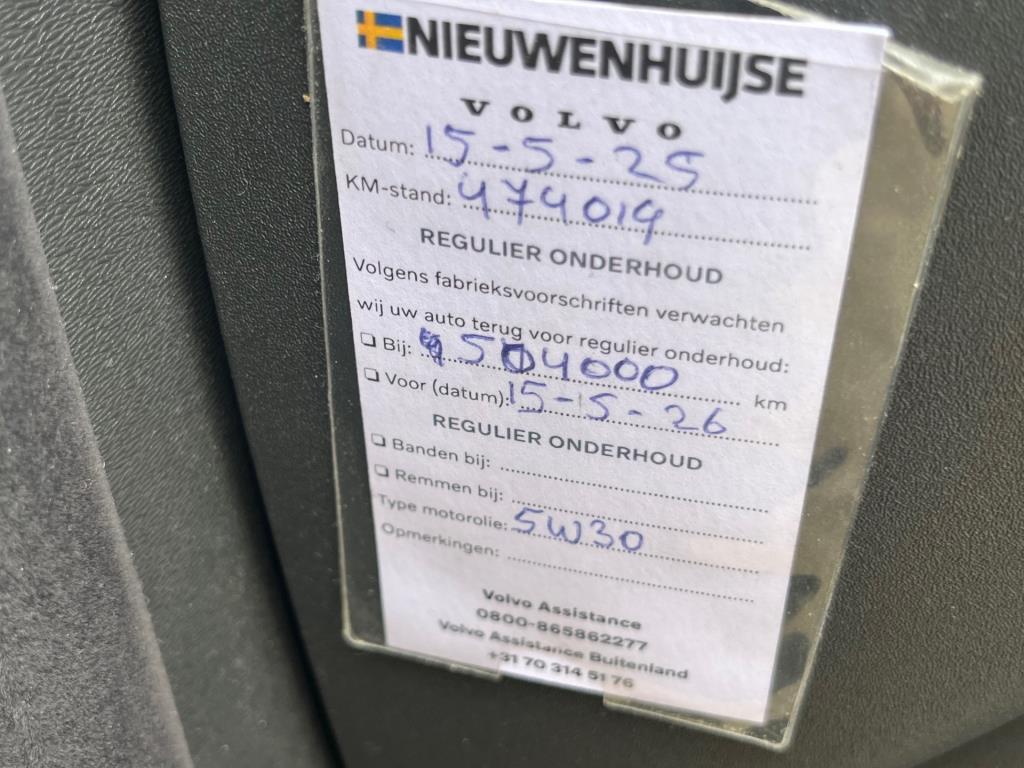 NIEUWENHUIJSE
VOLVO
Datum: 15-5-25
KM-stand: 474019
REGULIER ONDERHOUD
Volgens fabrieksvoorschriften verwachten
wij uw auto terug voor regulier onderhoud:
Bij: 504000 km
Voor (datum): 15-5-26
REGULIER ONDERHOUD
Banden bij:
Remmen bij:
Type motorolie: 5W30
Opmerkingen:
Volvo Assistance
0800-865862277
Volvo Assistance Buitenland
+31 70 314 51 76